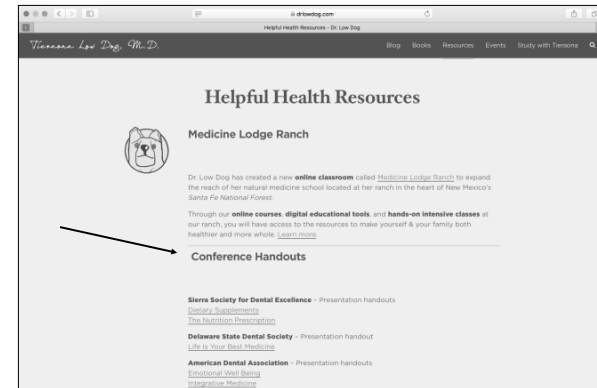 drlowdog.com
Helpful Health Resources - Dr. Low Dog
Tieraona Low Dog, M.D.
Blog Books Resources Events Study with Tieraona
Helpful Health Resources
Medicine Lodge Ranch
Dr. Low Dog has created a new online classroom called Medicine Lodge Ranch to expand
the reach of her natural medicine school located at her ranch in the heart of New Mexico's
Santa Fe National Forest.
Through our online courses, digital educational tools, and hands-on intensive classes at
our ranch, you will have access to the resources to make yourself & your family both
healthier and more whole. Learn more.
Conference Handouts
Sierra Society for Dental Excellence – Presentation handouts
Dietary Supplements
The Nutrition Prescription
Delaware State Dental Society – Presentation handout
Life Is Your Best Medicine
American Dental Association – Presentation handouts
Emotional Well Being
Integrative Medicine